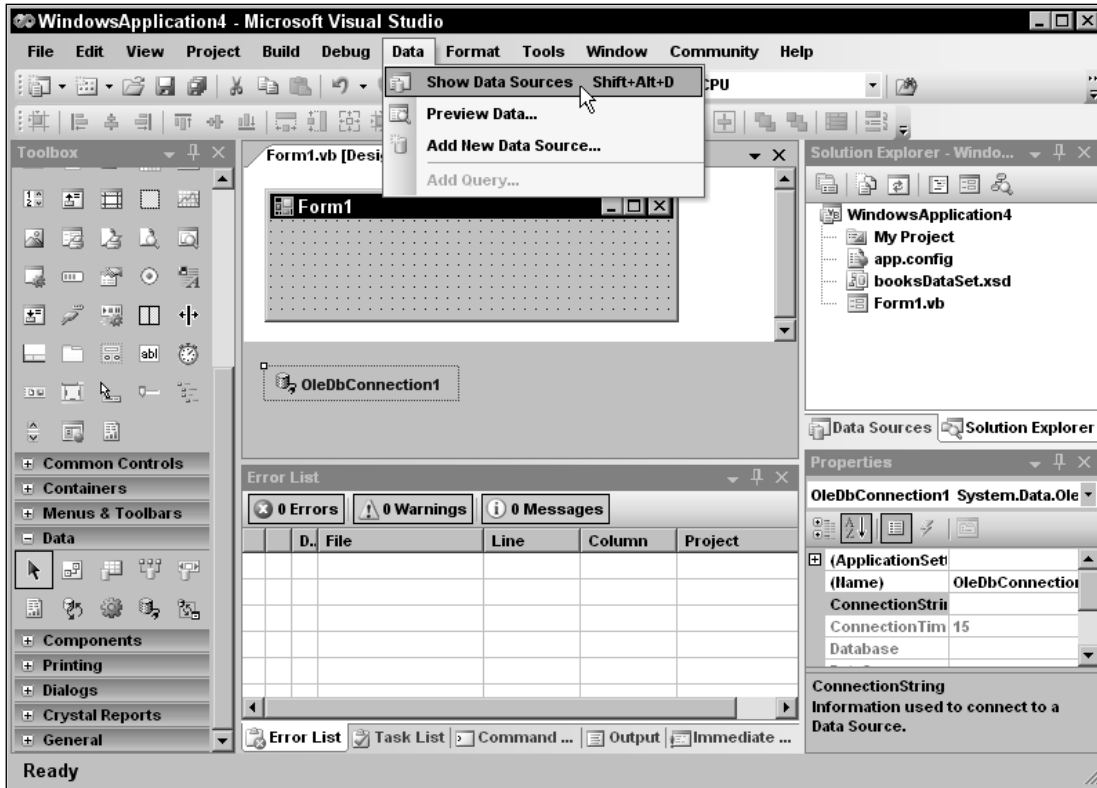 WindowsApplication4 - Microsoft Visual Studio
File Edit View Project Build Debug Data Format Tools Window Community Help
Show Data Sources Shift+Alt+D
CPU
Preview Data...
Add New Data Source...
Add Query...
Toolbox
Common Controls
Containers
Menus & Toolbars
Data
Components
Printing
Dialogs
Crystal Reports
General
Form1.vb [Desi
Form1
OleDbConnection1
Error List
0 Errors 0 Warnings 0 Messages
D.. File Line Column Project
Error List Task List Command ... Output Immediate ...
Solution Explorer - Windo...
WindowsApplication4
My Project
app.config
booksDataSet.xsd
Form1.vb
Data Sources Solution Explorer
Properties
OleDbConnection1 System.Data.Ole
(ApplicationSett
(Name) OleDbConnection
ConnectionStrin
ConnectionTim 15
Database
ConnectionString
Information used to connect to a
Data Source.
Ready